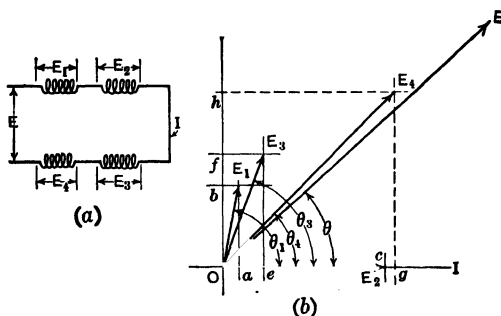 E₁ E₂
E
I
E₄ E₃
(a)
E
h E₄
f E₃
b E₁
θ₁ θ₄ θ₃ θ
O a e c g I
E₂
(b)